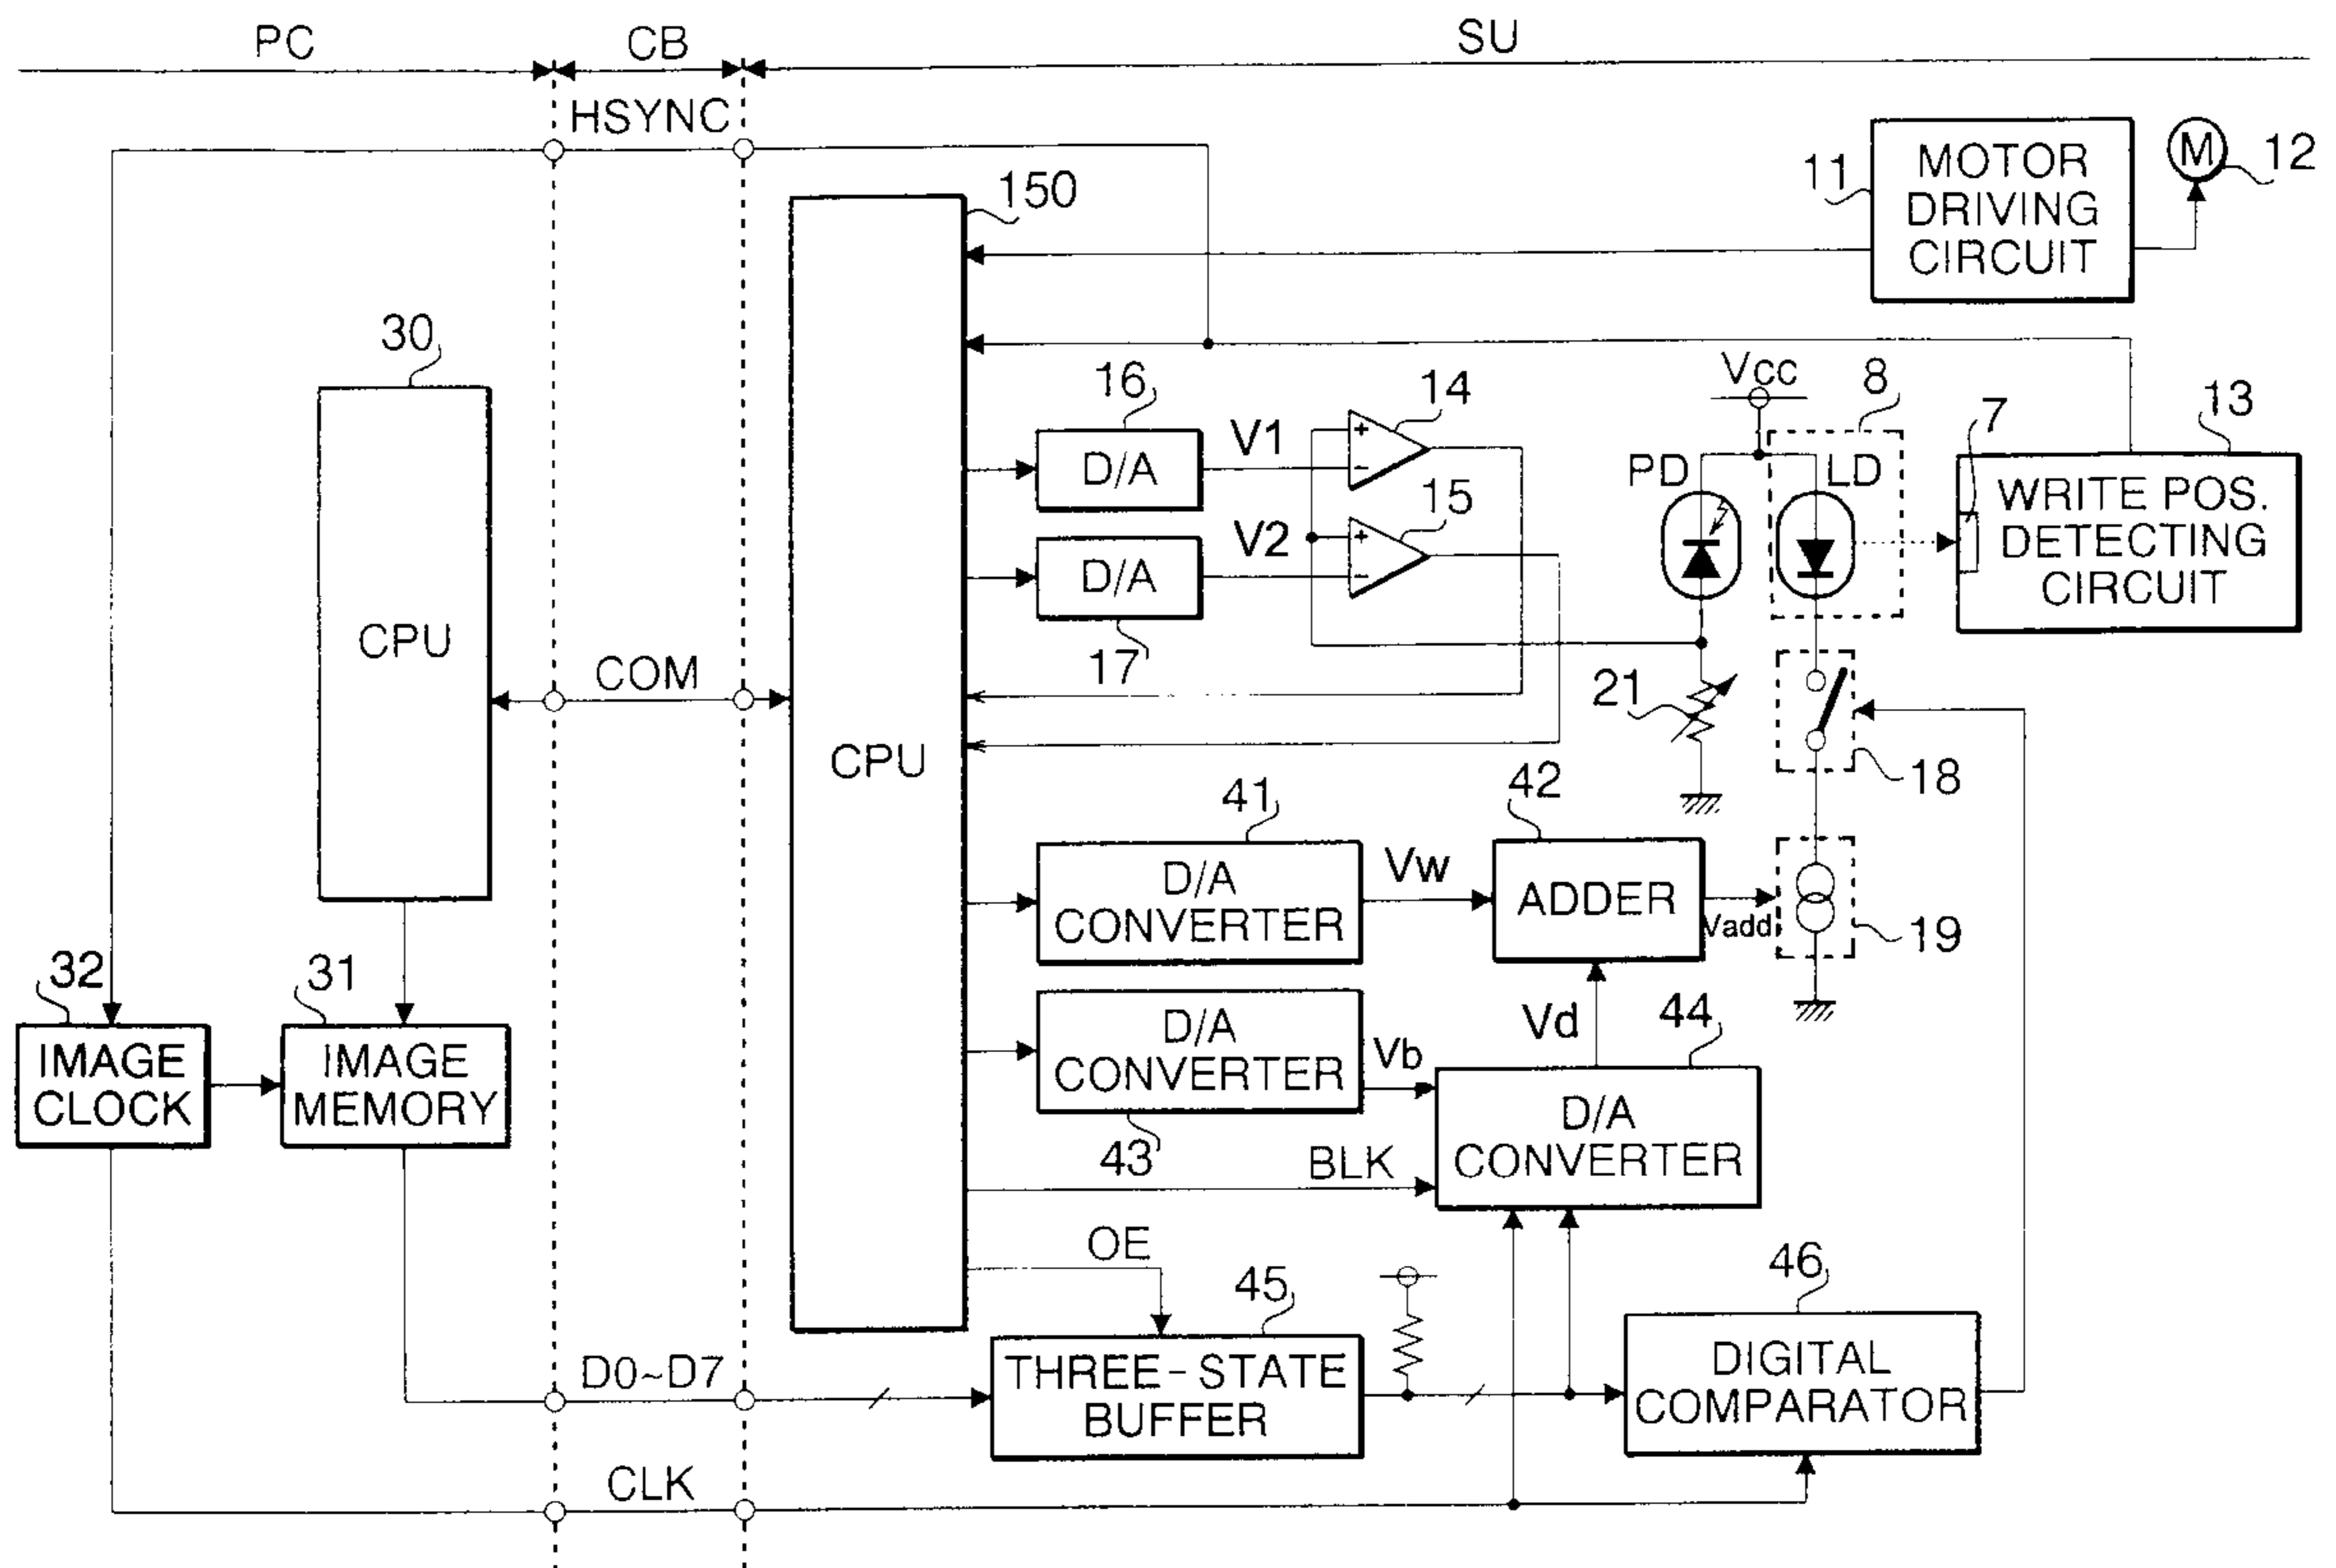 PC
CB
SU
HSYNC
150
11
MOTOR
DRIVING
CIRCUIT
M
12
30
CPU
COM
CPU
16
D/A
V1
14
D/A
17
V2
15
Vcc
8
PD
LD
7
13
WRITE POS.
DETECTING
CIRCUIT
21
18
41
D/A
CONVERTER
Vw
42
ADDER
Vadd
19
32
IMAGE
CLOCK
31
IMAGE
MEMORY
D/A
CONVERTER
43
Vb
Vd
44
D/A
CONVERTER
BLK
OE
45
THREE-STATE
BUFFER
46
DIGITAL
COMPARATOR
D0~D7
CLK